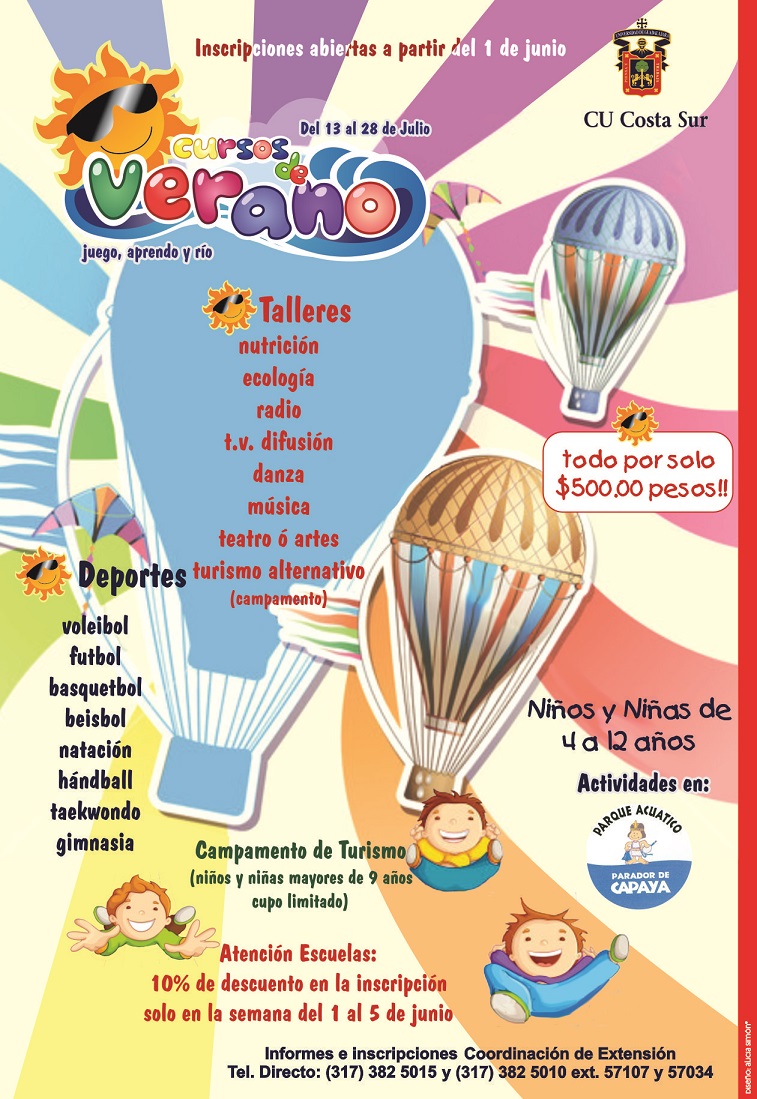 Inscripciones abiertas a partir del 1 de junio
CU Costa Sur
Del 13 al 28 de Julio
cursos
de
verano
juego, aprendo y río
Talleres
nutrición
ecología
radio
t.v. difusión
danza
música
teatro ó artes
turismo alternativo
(campamento)
todo por solo
$500.00 pesos!!
Deportes
voleibol
futbol
basquetbol
beisbol
natación
hándball
taekwondo
gimnasia
Niños y Niñas de
4 a 12 años
Actividades en:
PARQUE ACUATICO
PARADOR DE
CAPAYA
Campamento de Turismo
(niños y niñas mayores de 9 años
cupo limitado)
Atención Escuelas:
10% de descuento en la inscripción
solo en la semana del 1 al 5 de junio
Informes e inscripciones Coordinación de Extensión
Tel. Directo: (317) 382 5015 y (317) 382 5010 ext. 57107 y 57034
Diseño: alicia simón*